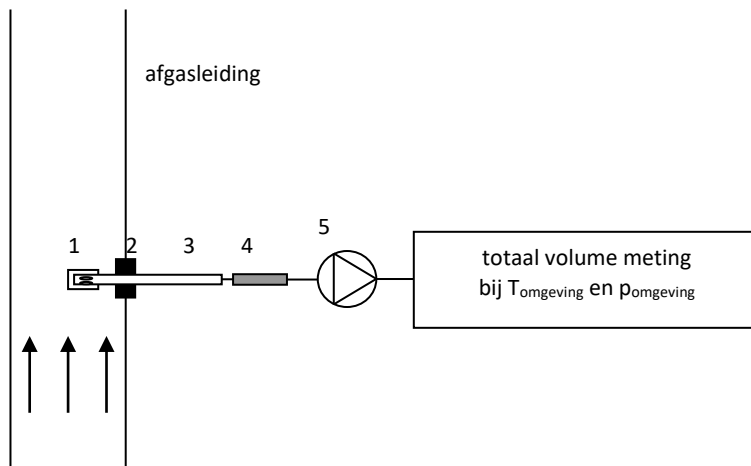 afgasleiding
1 2 3 4 5
totaal volume meting
bij Tomgeving en pomgeving